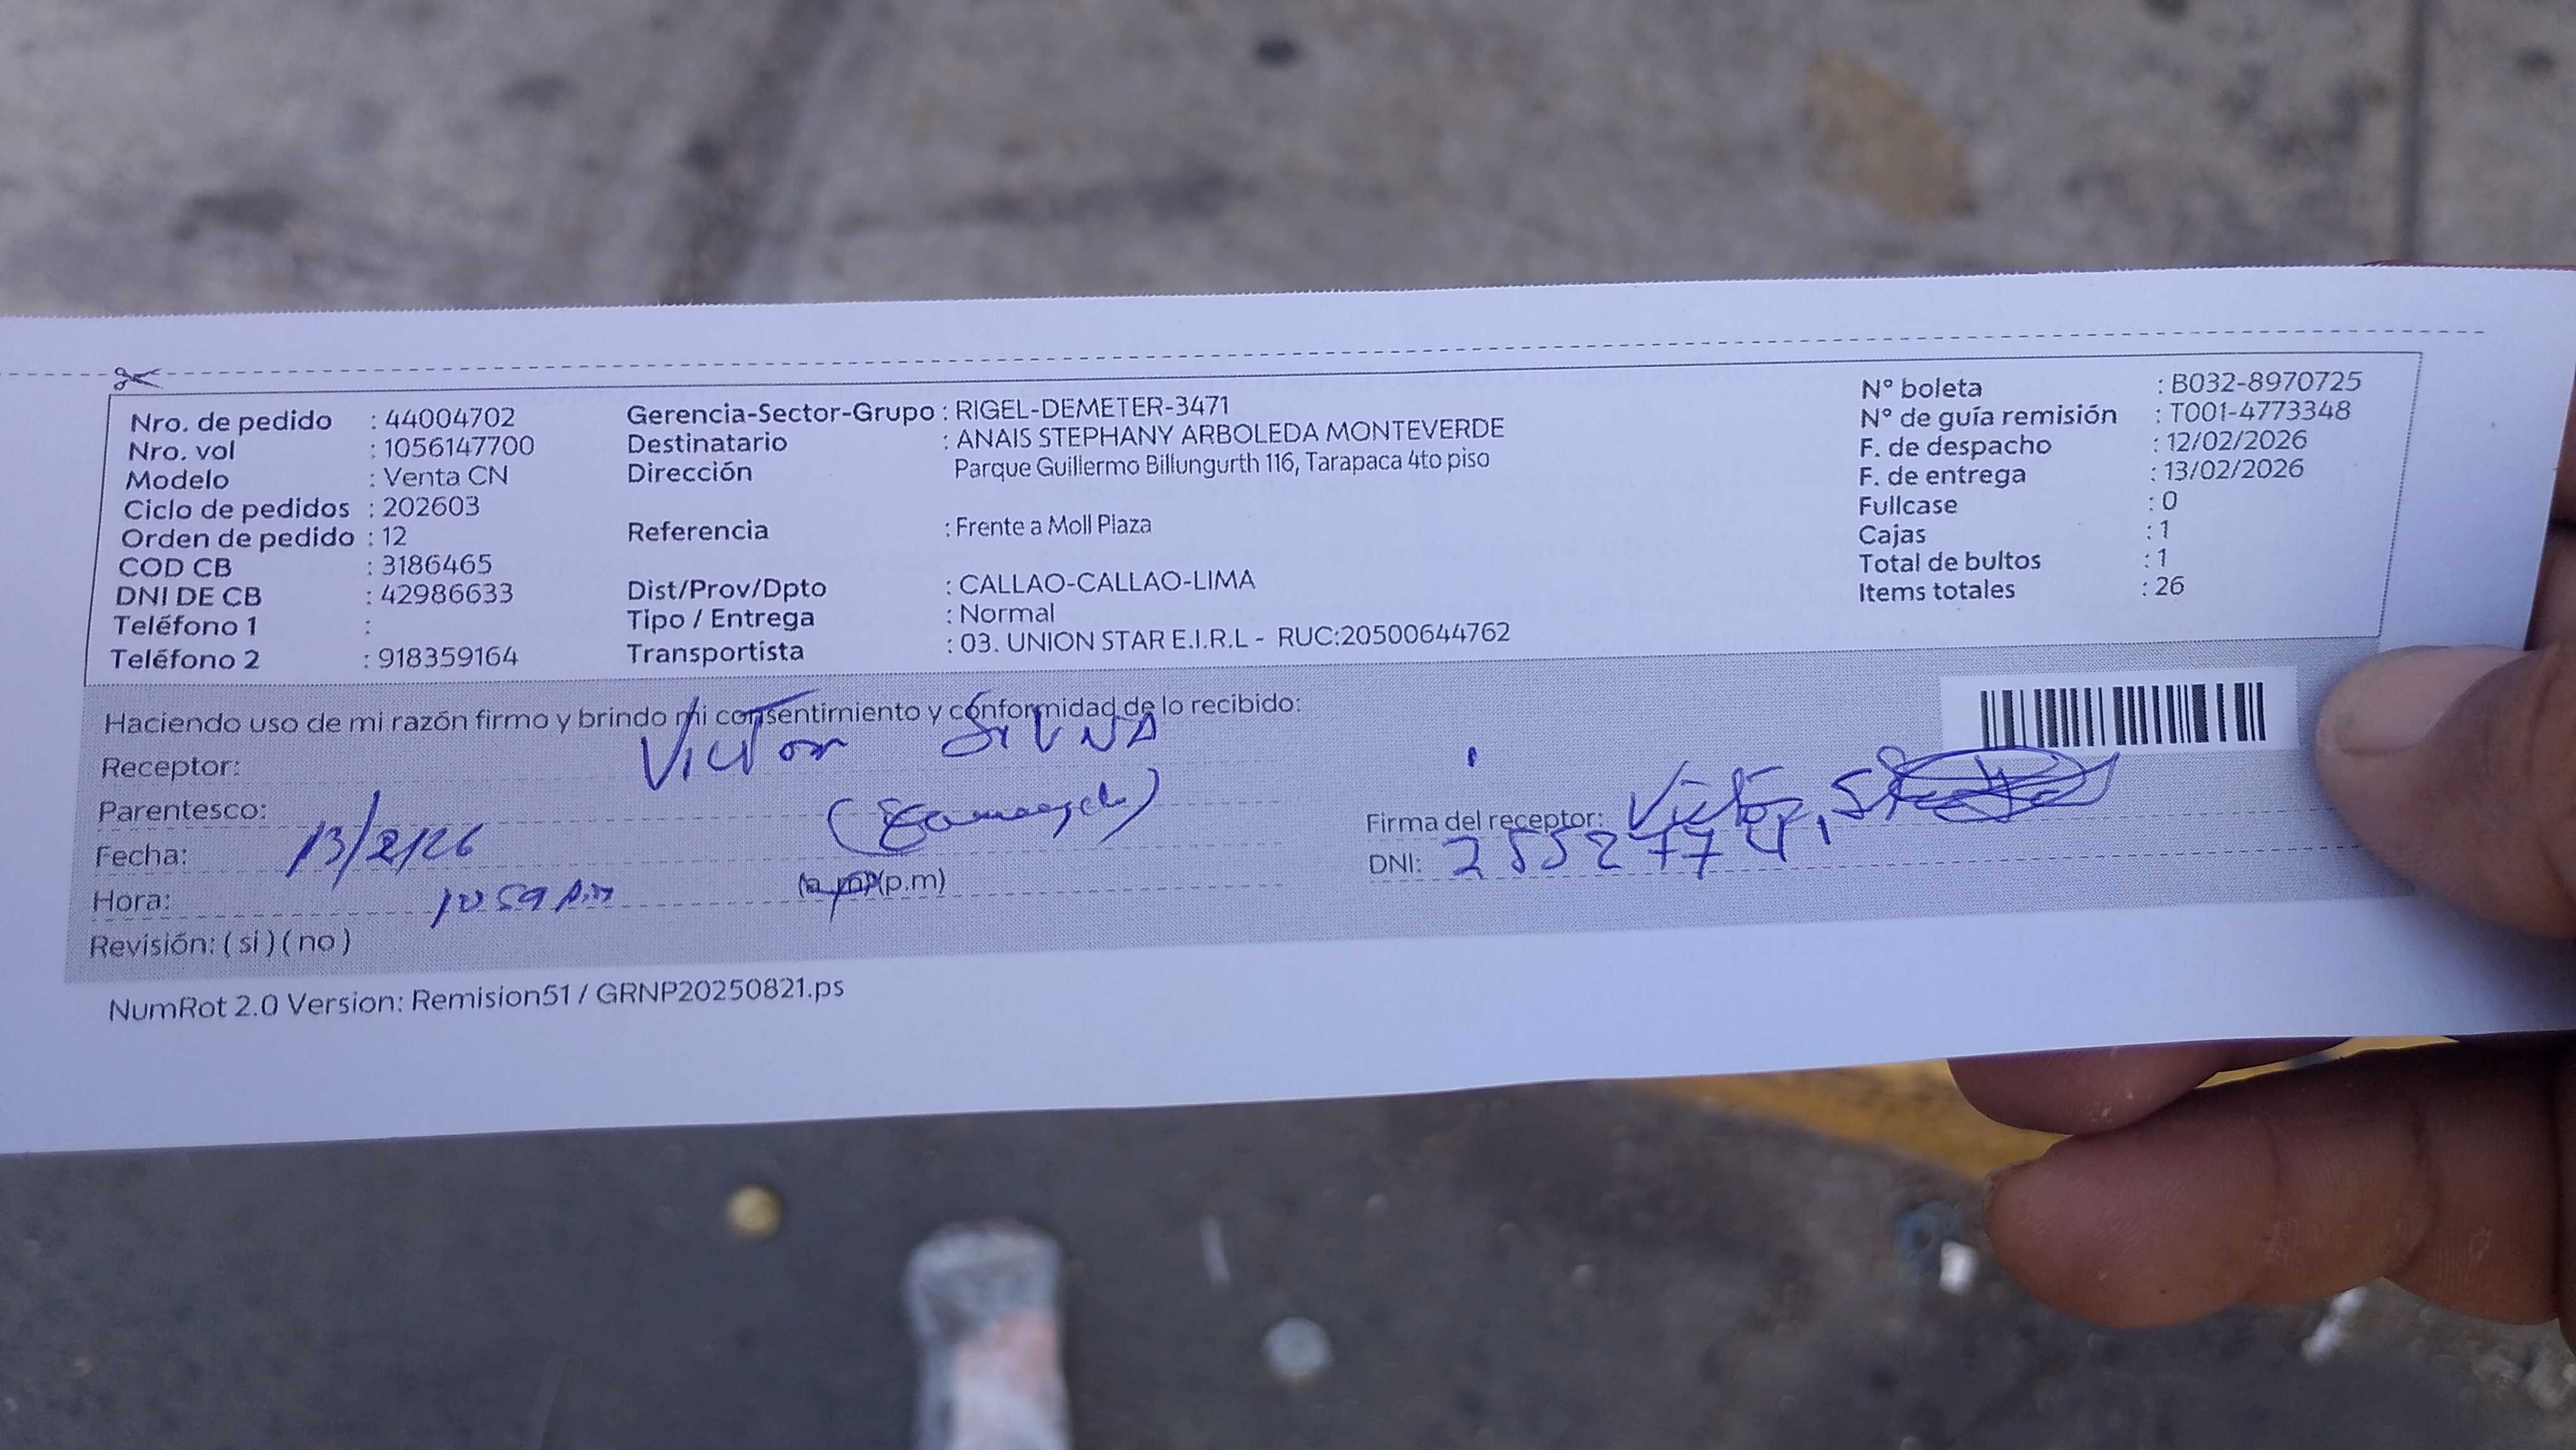 Nro. de pedido : 44004702
Nro. vol : 1056147700
Modelo : Venta CN
Ciclo de pedidos : 202603
Orden de pedido : 12
COD CB : 3186465
DNI DE CB : 42986633
Teléfono 1 :
Teléfono 2 : 918359164
Gerencia-Sector-Grupo : RIGEL-DEMETER-3471
Destinatario : ANAIS STEPHANY ARBOLEDA MONTEVERDE
Dirección Parque Guillermo Billungurth 116, Tarapaca 4to piso
Referencia : Frente a Moll Plaza
Dist/Prov/Dpto : CALLAO-CALLAO-LIMA
Tipo / Entrega : Normal
Transportista : 03. UNION STAR E.I.R.L - RUC:20500644762
N° boleta : B032-8970725
N° de guía remisión : T001-4773348
F. de despacho : 12/02/2026
F. de entrega : 13/02/2026
Fullcase : 0
Cajas : 1
Total de bultos : 1
Items totales : 26
Haciendo uso de mi razón firmo y brindo mi consentimiento y conformidad de lo recibido:
Receptor: Victor SILVA
Parentesco:
Fecha: 13/2/26
Hora: 10 59 (p.m)
Revisión: ( si ) ( no )
Firma del receptor: Victor
DNI: 25527741
NumRot 2.0 Version: Remision51 / GRNP20250821.ps